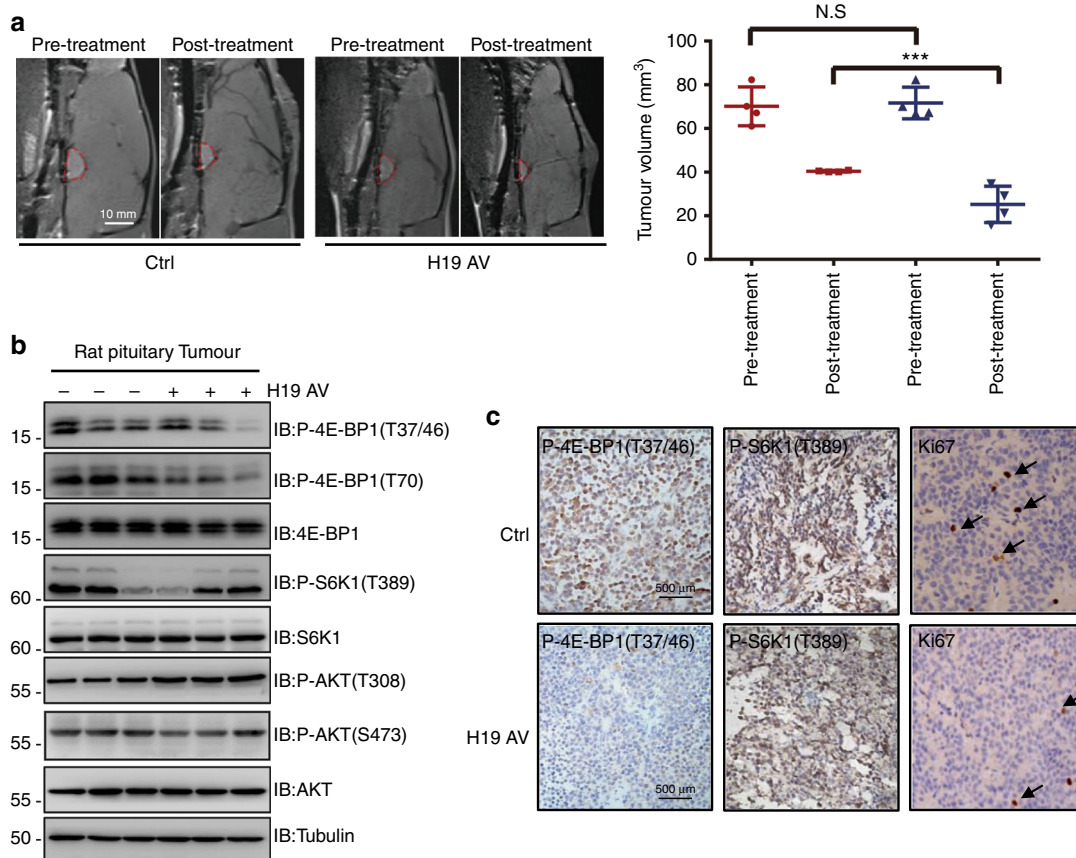 a
Pre-treatment Post-treatment Pre-treatment Post-treatment
10 mm
Ctrl H19 AV
N.S
***
Tumour volume (mm³)
100
80
60
40
20
0
Pre-treatment
Post-treatment
Pre-treatment
Post-treatment
b
Rat pituitary Tumour
– – – + + + H19 AV
15 - IB:P-4E-BP1(T37/46)
15 - IB:P-4E-BP1(T70)
15 - IB:4E-BP1
60 - IB:P-S6K1(T389)
60 - IB:S6K1
55 - IB:P-AKT(T308)
55 - IB:P-AKT(S473)
55 - IB:AKT
50 - IB:Tubulin
c
P-4E-BP1(T37/46) P-S6K1(T389) Ki67
Ctrl
500 μm
P-4E-BP1(T37/46) P-S6K1(T389) Ki67
H19 AV
500 μm